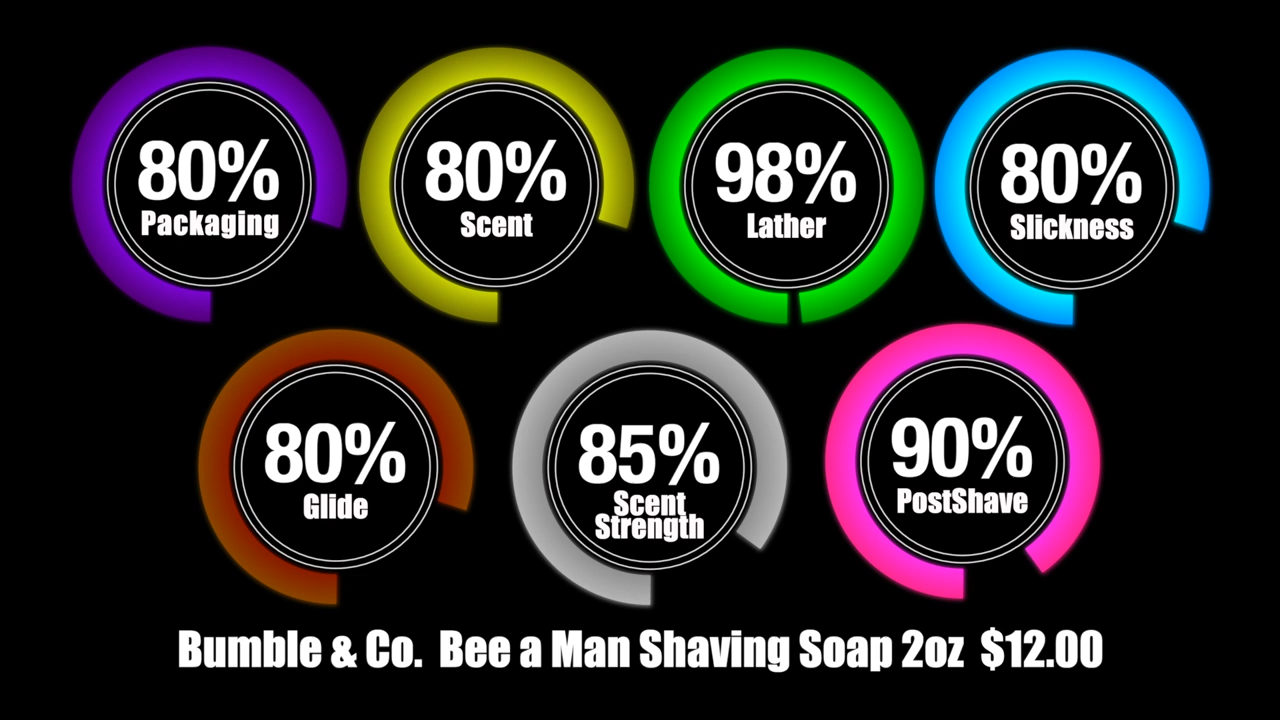 80%
Packaging
80%
Scent
98%
Lather
80%
Slickness
80%
Glide
85%
Scent
Strength
90%
PostShave
Bumble & Co.  Bee a Man Shaving Soap 2oz  $12.00